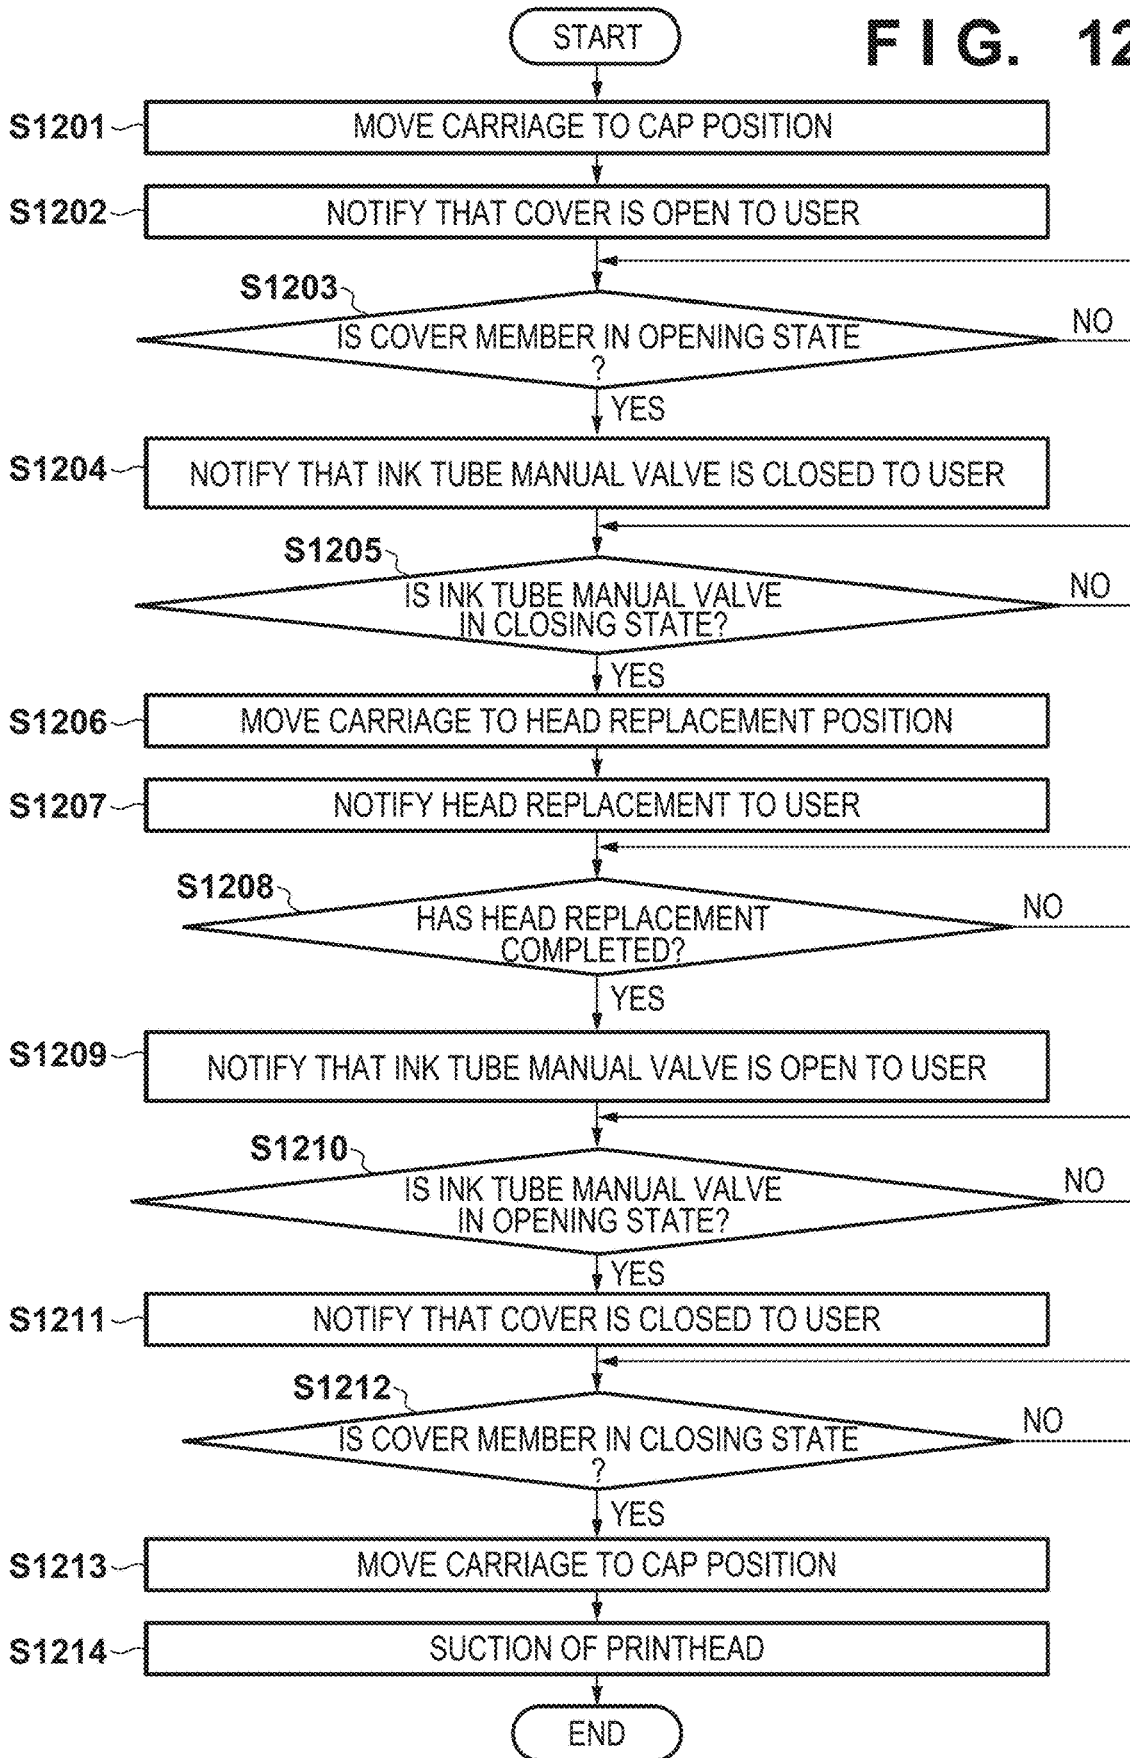 START
FIG. 12
S1201
MOVE CARRIAGE TO CAP POSITION
S1202
NOTIFY THAT COVER IS OPEN TO USER
S1203
IS COVER MEMBER IN OPENING STATE
?
NO
YES
S1204
NOTIFY THAT INK TUBE MANUAL VALVE IS CLOSED TO USER
S1205
IS INK TUBE MANUAL VALVE
IN CLOSING STATE?
NO
YES
S1206
MOVE CARRIAGE TO HEAD REPLACEMENT POSITION
S1207
NOTIFY HEAD REPLACEMENT TO USER
S1208
HAS HEAD REPLACEMENT
COMPLETED?
NO
YES
S1209
NOTIFY THAT INK TUBE MANUAL VALVE IS OPEN TO USER
S1210
IS INK TUBE MANUAL VALVE
IN OPENING STATE?
NO
YES
S1211
NOTIFY THAT COVER IS CLOSED TO USER
S1212
IS COVER MEMBER IN CLOSING STATE
?
NO
YES
S1213
MOVE CARRIAGE TO CAP POSITION
S1214
SUCTION OF PRINTHEAD
END